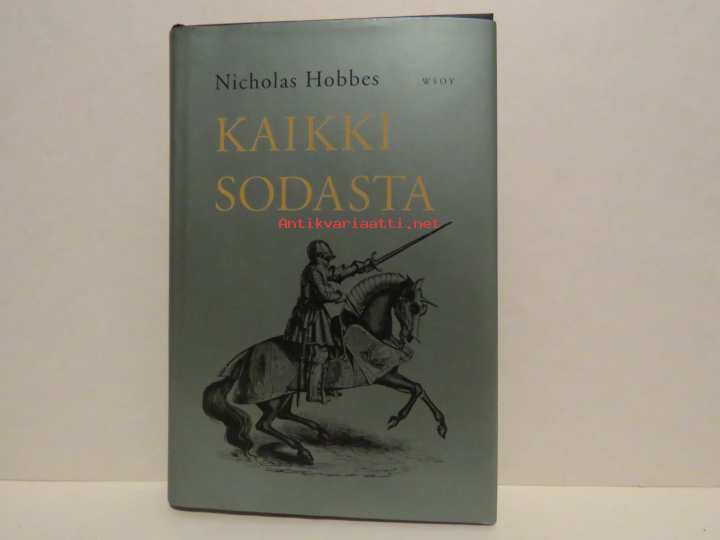 Nicholas Hobbes WSOY
KAIKKI
SODASTA
Antikvariaatti.net